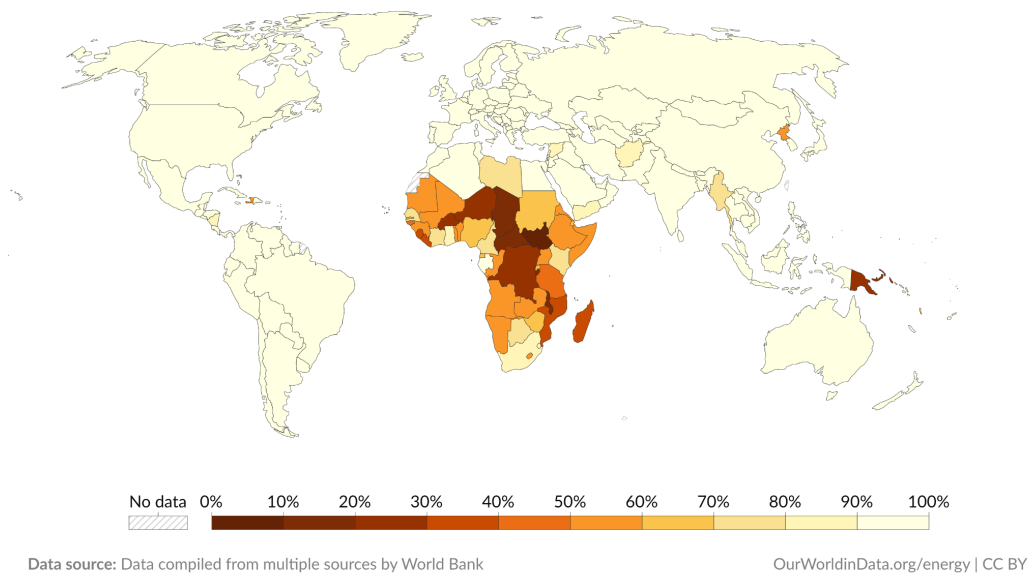 No data 0% 10% 20% 30% 40% 50% 60% 70% 80% 90% 100%
Data source: Data compiled from multiple sources by World Bank OurWorldinData.org/energy | CC BY